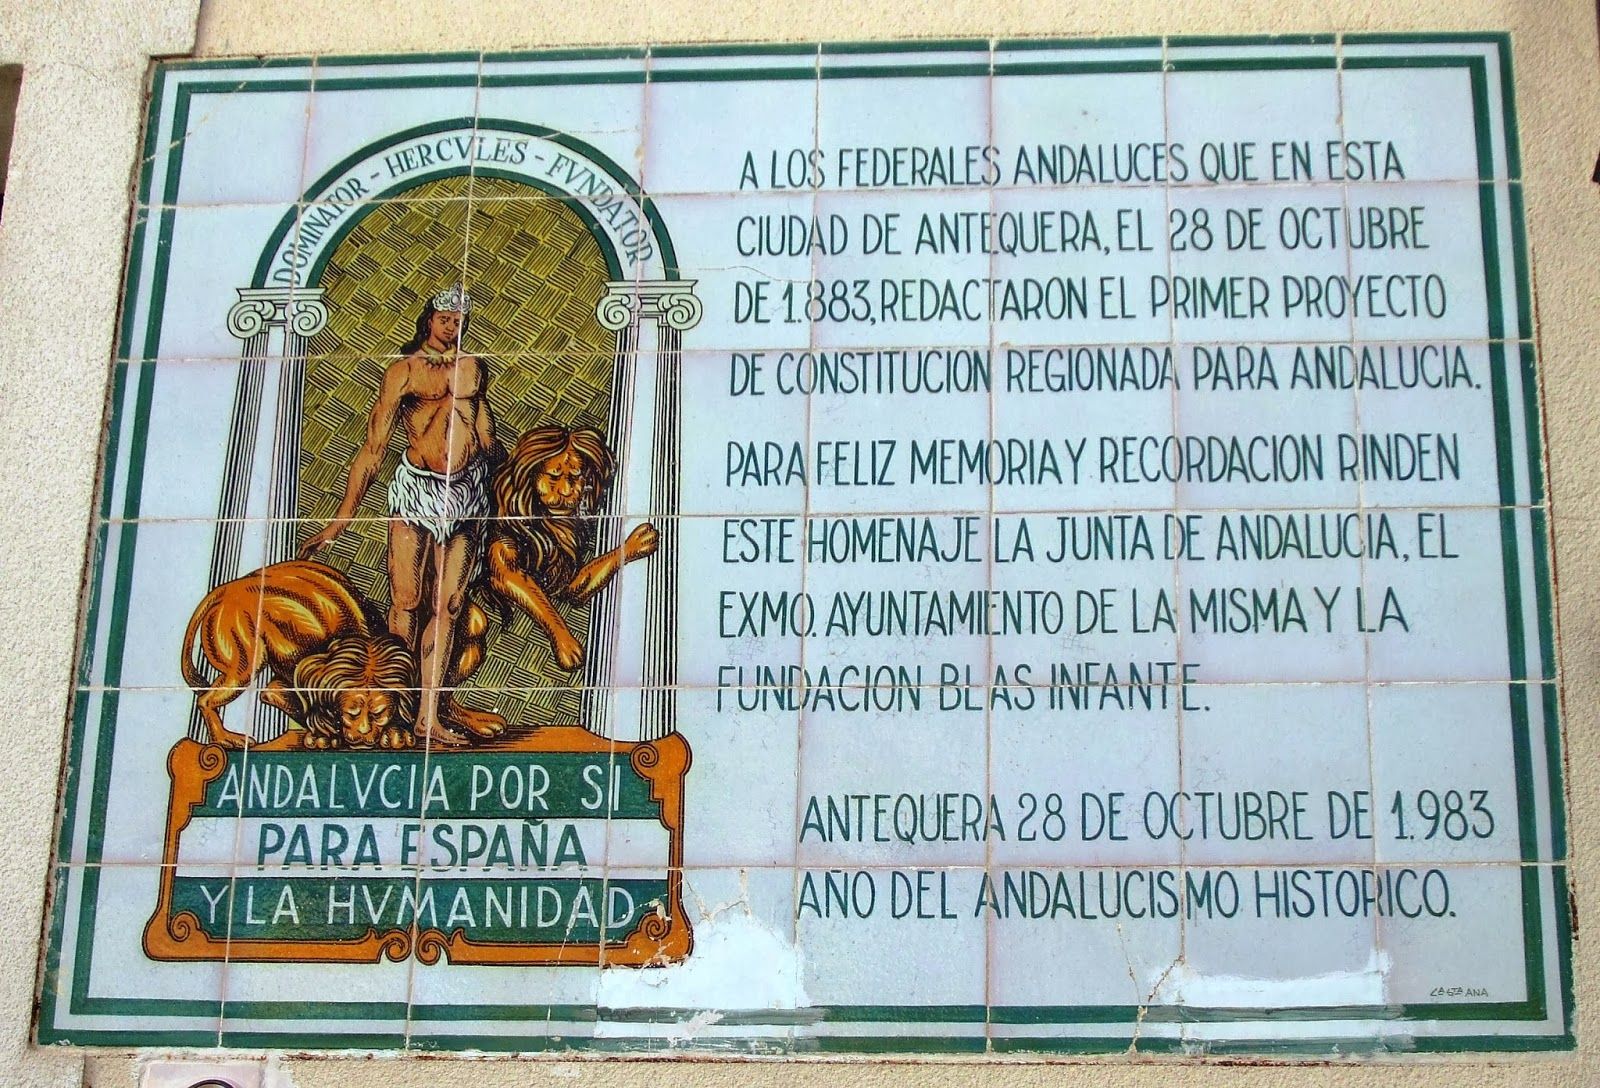 DOMINATOR - HERCVLES - FVNDATOR
ANDALVCIA POR SI
PARA ESPAÑA
Y LA HVMANIDAD
A LOS FEDERALES ANDALUCES QUE EN ESTA
CIUDAD DE ANTEQUERA, EL 28 DE OCTUBRE
DE 1.883, REDACTARON EL PRIMER PROYECTO
DE CONSTITUCION REGIONADA PARA ANDALUCIA.
PARA FELIZ MEMORIA Y RECORDACION RINDEN
ESTE HOMENAJE LA JUNTA DE ANDALUCIA, EL
EXMO. AYUNTAMIENTO DE LA MISMA Y LA
FUNDACION BLAS INFANTE.
ANTEQUERA 28 DE OCTUBRE DE 1.983
AÑO DEL ANDALUCISMO HISTORICO.